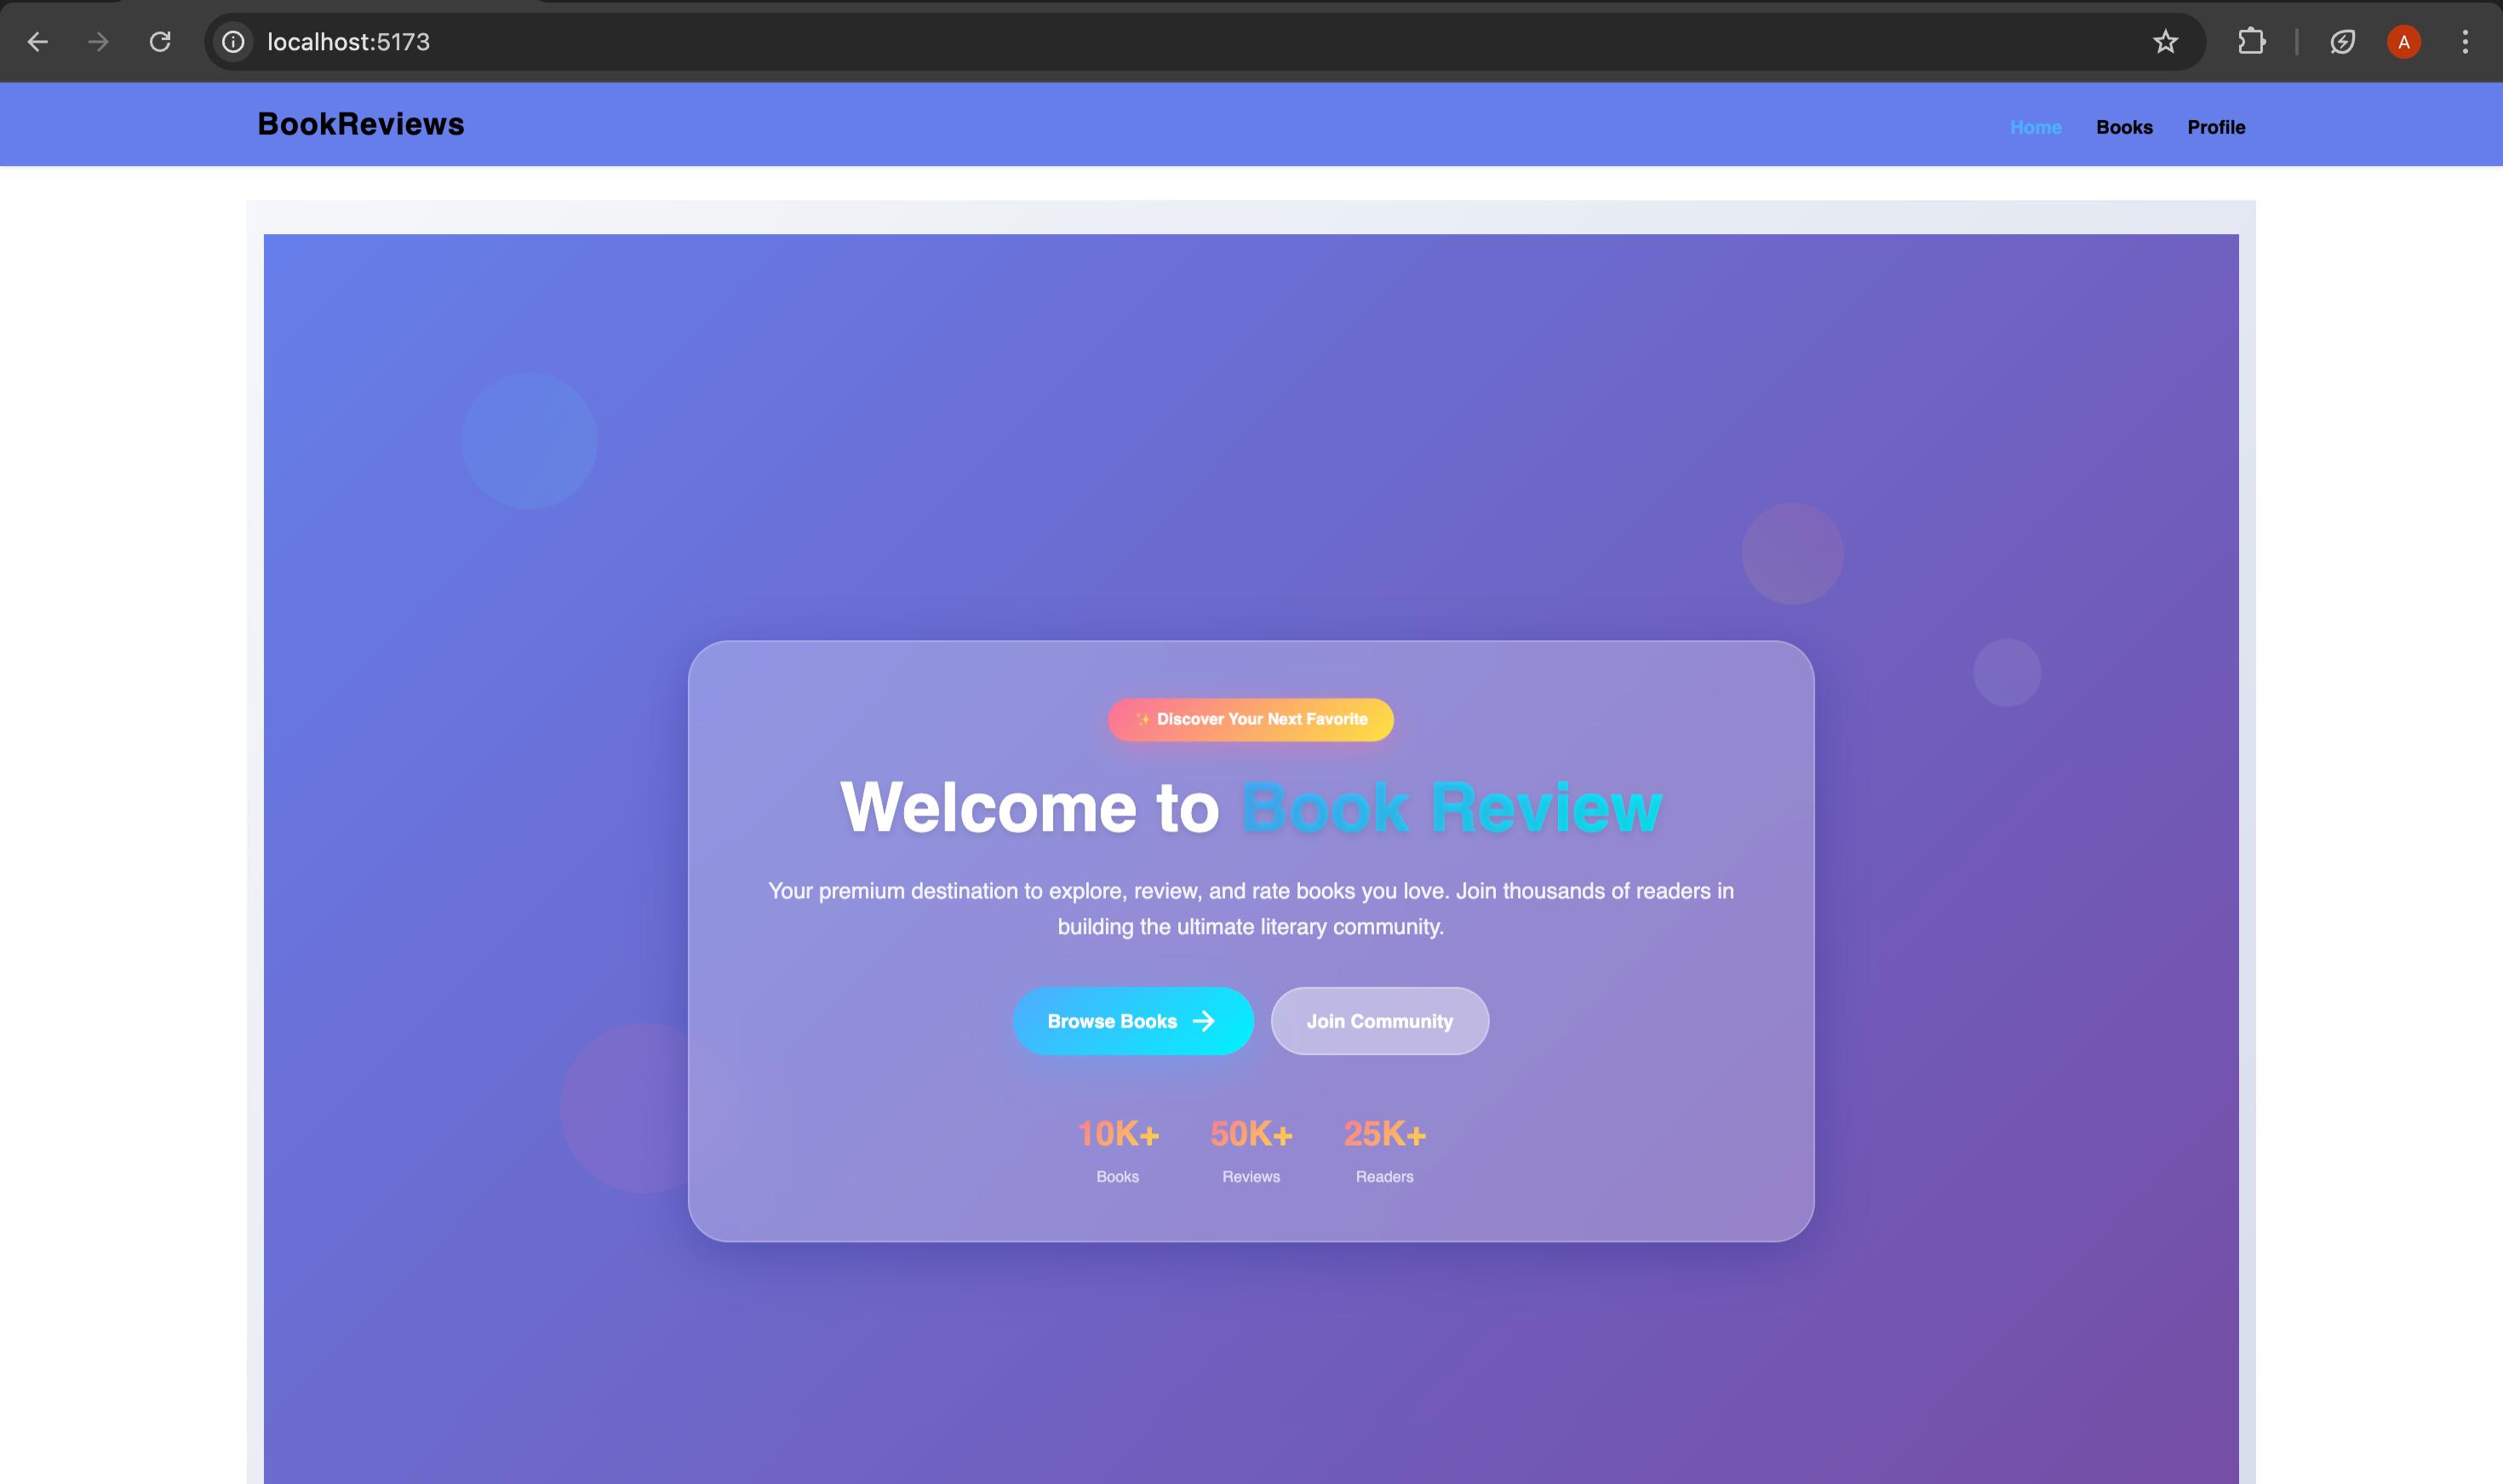 localhost:5173
A
BookReviews
Home Books Profile
✨ Discover Your Next Favorite
Welcome to Book Review
Your premium destination to explore, review, and rate books you love. Join thousands of readers in
building the ultimate literary community.
Browse Books → Join Community
10K+ 50K+ 25K+
Books Reviews Readers